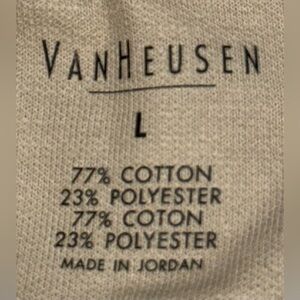 VANHEUSEN
L
77% COTTON
23% POLYESTER
77% COTON
23% POLYESTER
MADE IN JORDAN